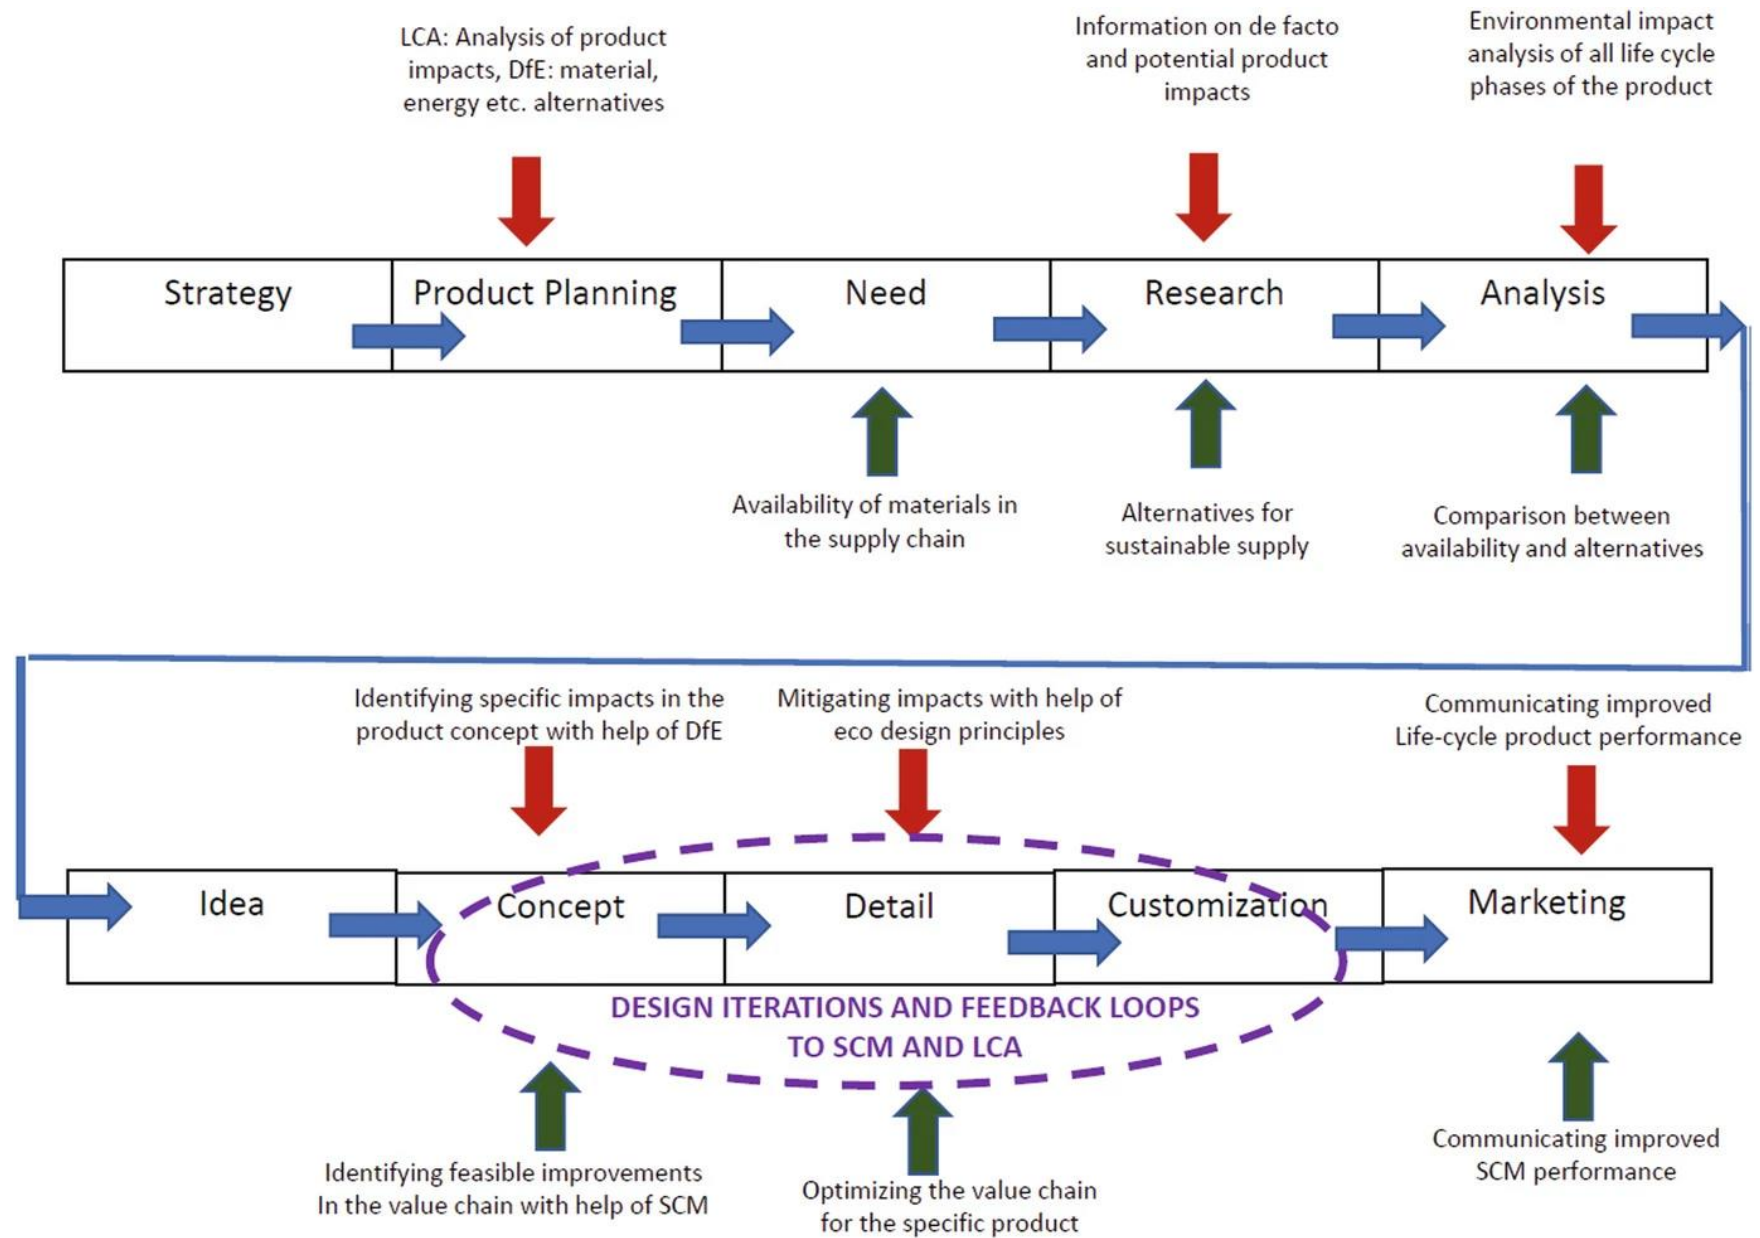 LCA: Analysis of product
impacts, DfE: material,
energy etc. alternatives
Information on de facto
and potential product
impacts
Environmental impact
analysis of all life cycle
phases of the product
Strategy
Product Planning
Need
Research
Analysis
Availability of materials in
the supply chain
Alternatives for
sustainable supply
Comparison between
availability and alternatives
Identifying specific impacts in the
product concept with help of DfE
Mitigating impacts with help of
eco design principles
Communicating improved
Life-cycle product performance
Idea
Concept
Detail
Customization
Marketing
DESIGN ITERATIONS AND FEEDBACK LOOPS
TO SCM AND LCA
Identifying feasible improvements
In the value chain with help of SCM
Optimizing the value chain
for the specific product
Communicating improved
SCM performance